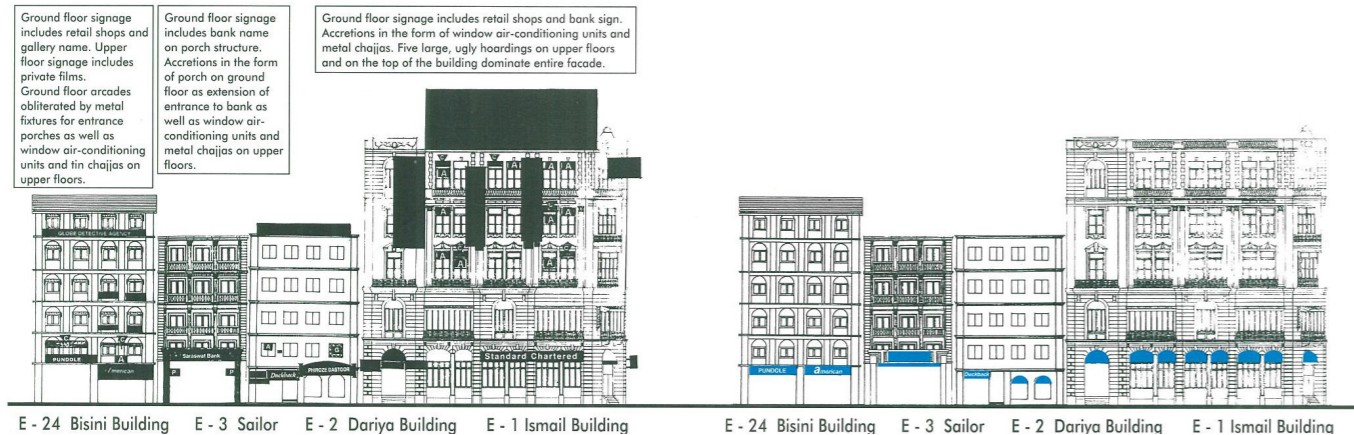 Ground floor signage
includes retail shops and
gallery name. Upper
floor signage includes
private films.
Ground floor arcades
obliterated by metal
fixtures for entrance
porches as well as
window air-conditioning
units and tin chajjas on
upper floors.
Ground floor signage
includes bank name
on porch structure.
Accretions in the form
of porch on ground
floor as extension of
entrance to bank as
well as window air-
conditioning units and
metal chajjas on upper
floors.
Ground floor signage includes retail shops and bank sign.
Accretions in the form of window air-conditioning units and
metal chajjas. Five large, ugly hoardings on upper floors
and on the top of the building dominate entire facade.
GLOBE DETECTIVE AGENCY
PUNDOLE
American
Saraswat Bank
P P
Duckback
PHIROZE DASTOOR
Standard Chartered
PUNDOLE
american
Duckback
E - 24 Bisini Building E - 3 Sailor E - 2 Dariya Building E - 1 Ismail Building
E - 24 Bisini Building E - 3 Sailor E - 2 Dariya Building E - 1 Ismail Building